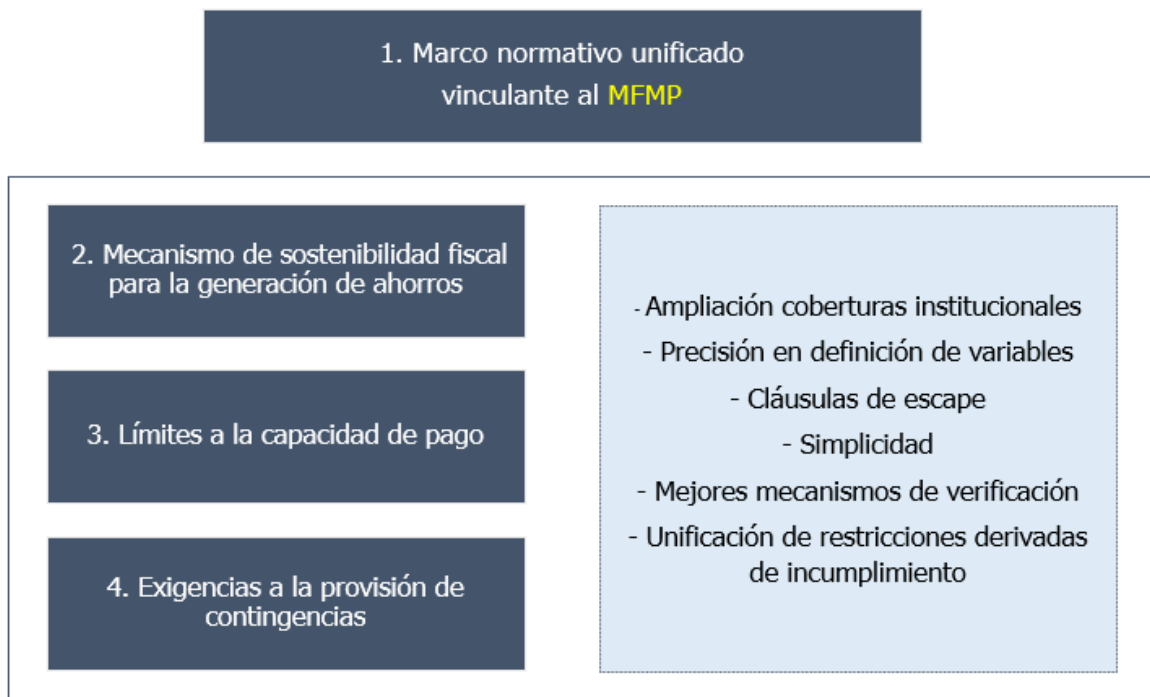 1. Marco normativo unificado
vinculante al MFMP
2. Mecanismo de sostenibilidad fiscal
para la generación de ahorros
3. Límites a la capacidad de pago
4. Exigencias a la provisión de
contingencias
- Ampliación coberturas institucionales
- Precisión en definición de variables
- Cláusulas de escape
- Simplicidad
- Mejores mecanismos de verificación
- Unificación de restricciones derivadas
de incumplimiento